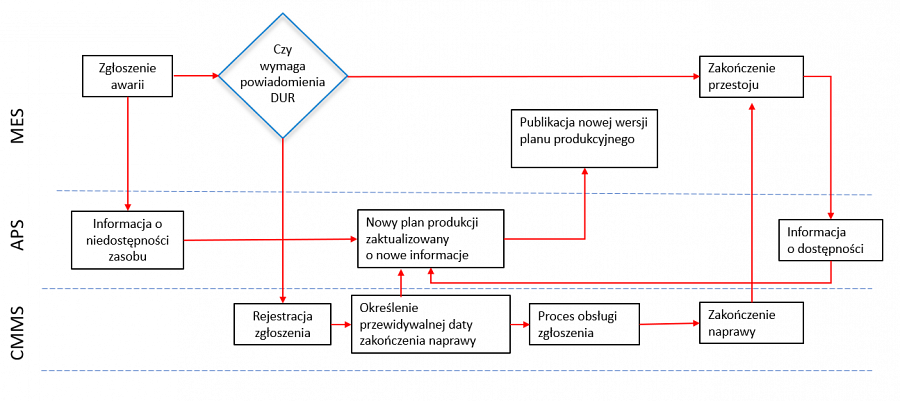 MES
Zgłoszenie
awarii
Czy
wymaga
powiadomienia
DUR
Zakończenie
przestoju
Publikacja nowej wersji
planu produkcyjnego
APS
Informacja o
niedostępności
zasobu
Nowy plan produkcji
zaktualizowany
o nowe informacje
Informacja
o dostępności
CMMS
Rejestracja
zgłoszenia
Określenie
przewidywalnej daty
zakończenia naprawy
Proces obsługi
zgłoszenia
Zakończenie
naprawy